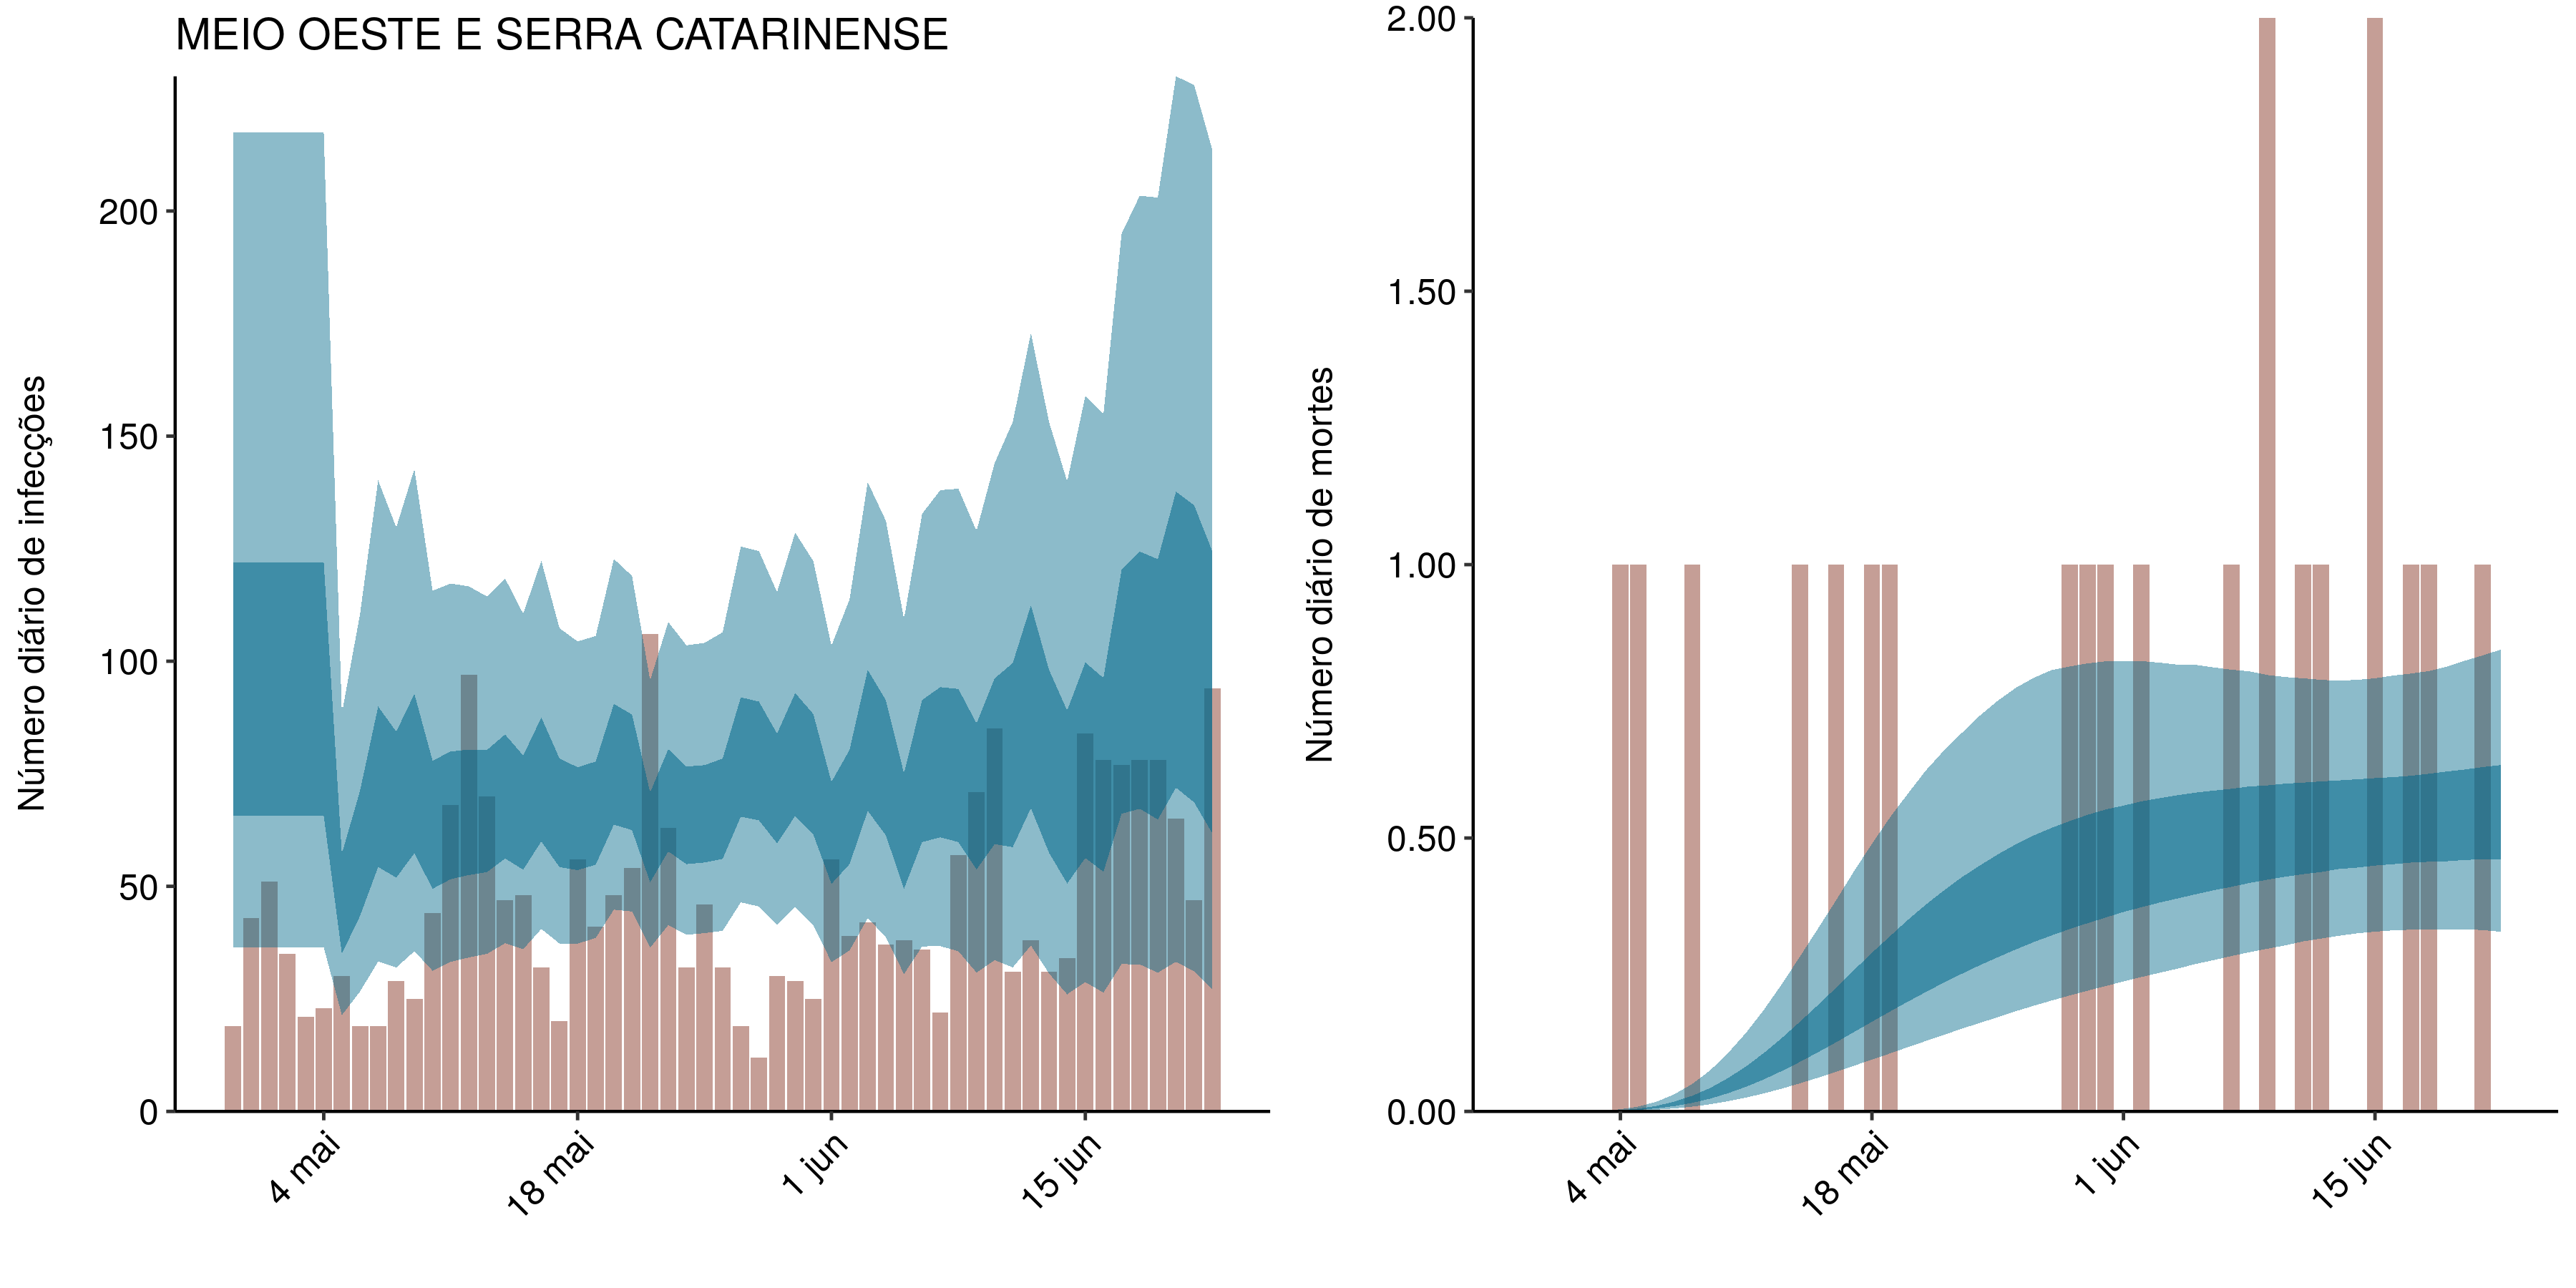 MEIO OESTE E SERRA CATARINENSE
Número diário de infecções
200
150
100
50
0
4 mai
18 mai
1 jun
15 jun
Número diário de mortes
2.00
1.50
1.00
0.50
0.00
4 mai
18 mai
1 jun
15 jun